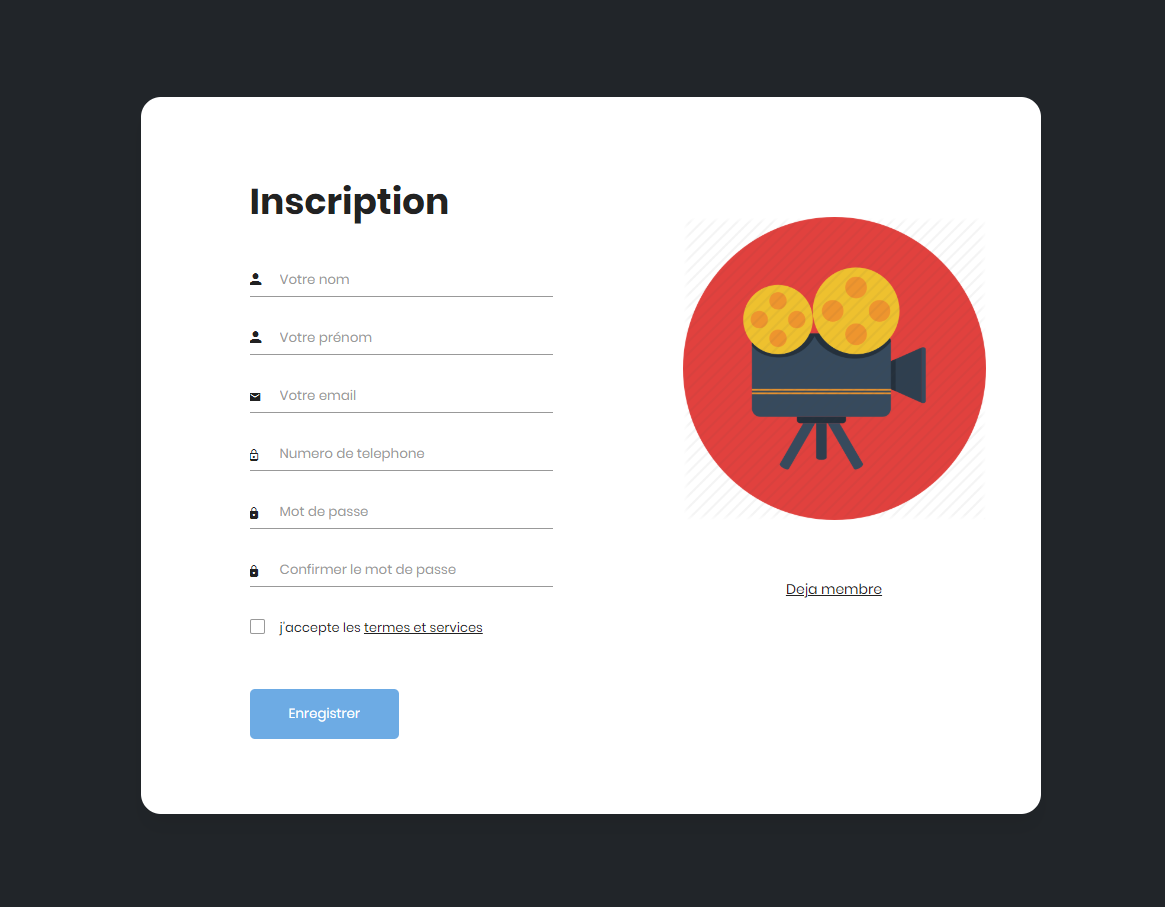 Inscription
Votre nom
Votre prénom
Votre email
Numero de telephone
Mot de passe
Confirmer le mot de passe
j'accepte les termes et services
Enregistrer
Deja membre